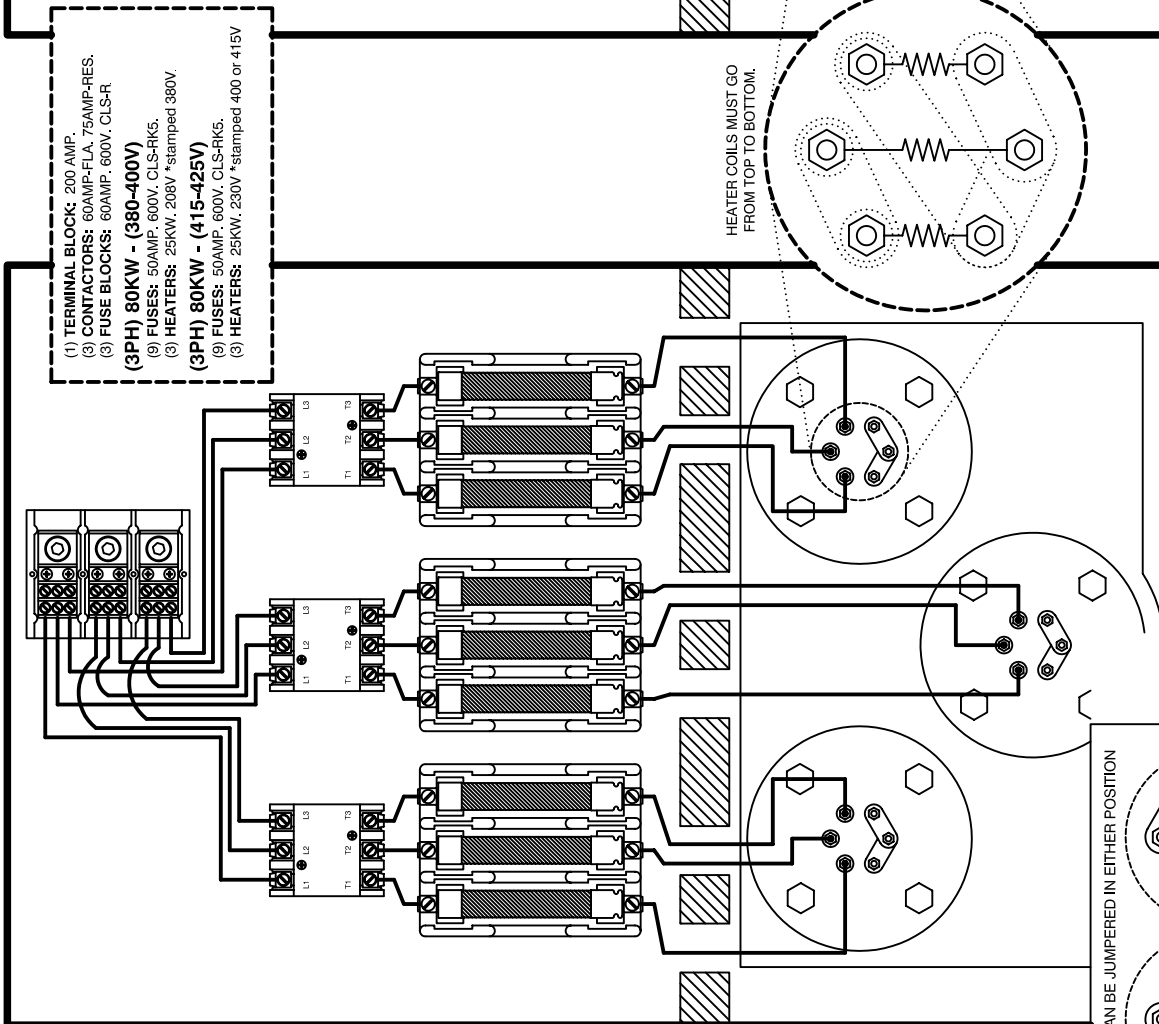 (1) TERMINAL BLOCK: 200 AMP.
(3) CONTACTORS: 60AMP-FLA. 75AMP-RES.
(3) FUSE BLOCKS: 60AMP. 600V. CLS-R
(3PH) 80KW - (380-400V)
(9) FUSES: 50AMP. 600V. CLS-RK5.
(3) HEATERS: 25KW. 208V *stamped 380V.
(3PH) 80KW - (415-425V)
(9) FUSES: 50AMP. 600V. CLS-RK5.
(3) HEATERS: 25KW. 230V *stamped 400 or 415V
HEATER COILS MUST GO
FROM TOP TO BOTTOM.
L3 T3
L2 T2
L1 T1
L3 T3
L2 T2
L1 T1
L3 T3
L2 T2
L1 T1
AN BE JUMPERED IN EITHER POSITION